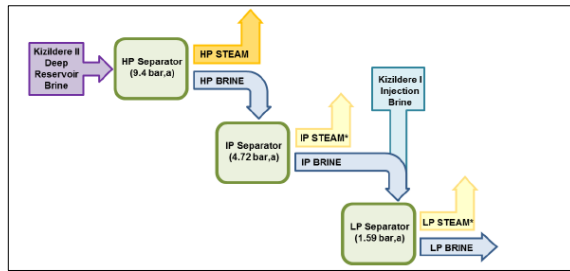 Kizildere II
Deep
Reservoir
Brine
HP Separator
(9.4 bar,a)
HP STEAM
HP BRINE
Kizildere I
Injection
Brine
IP Separator
(4.72 bar,a)
IP STEAM*
IP BRINE
LP Separator
(1.59 bar,a)
LP STEAM*
LP BRINE